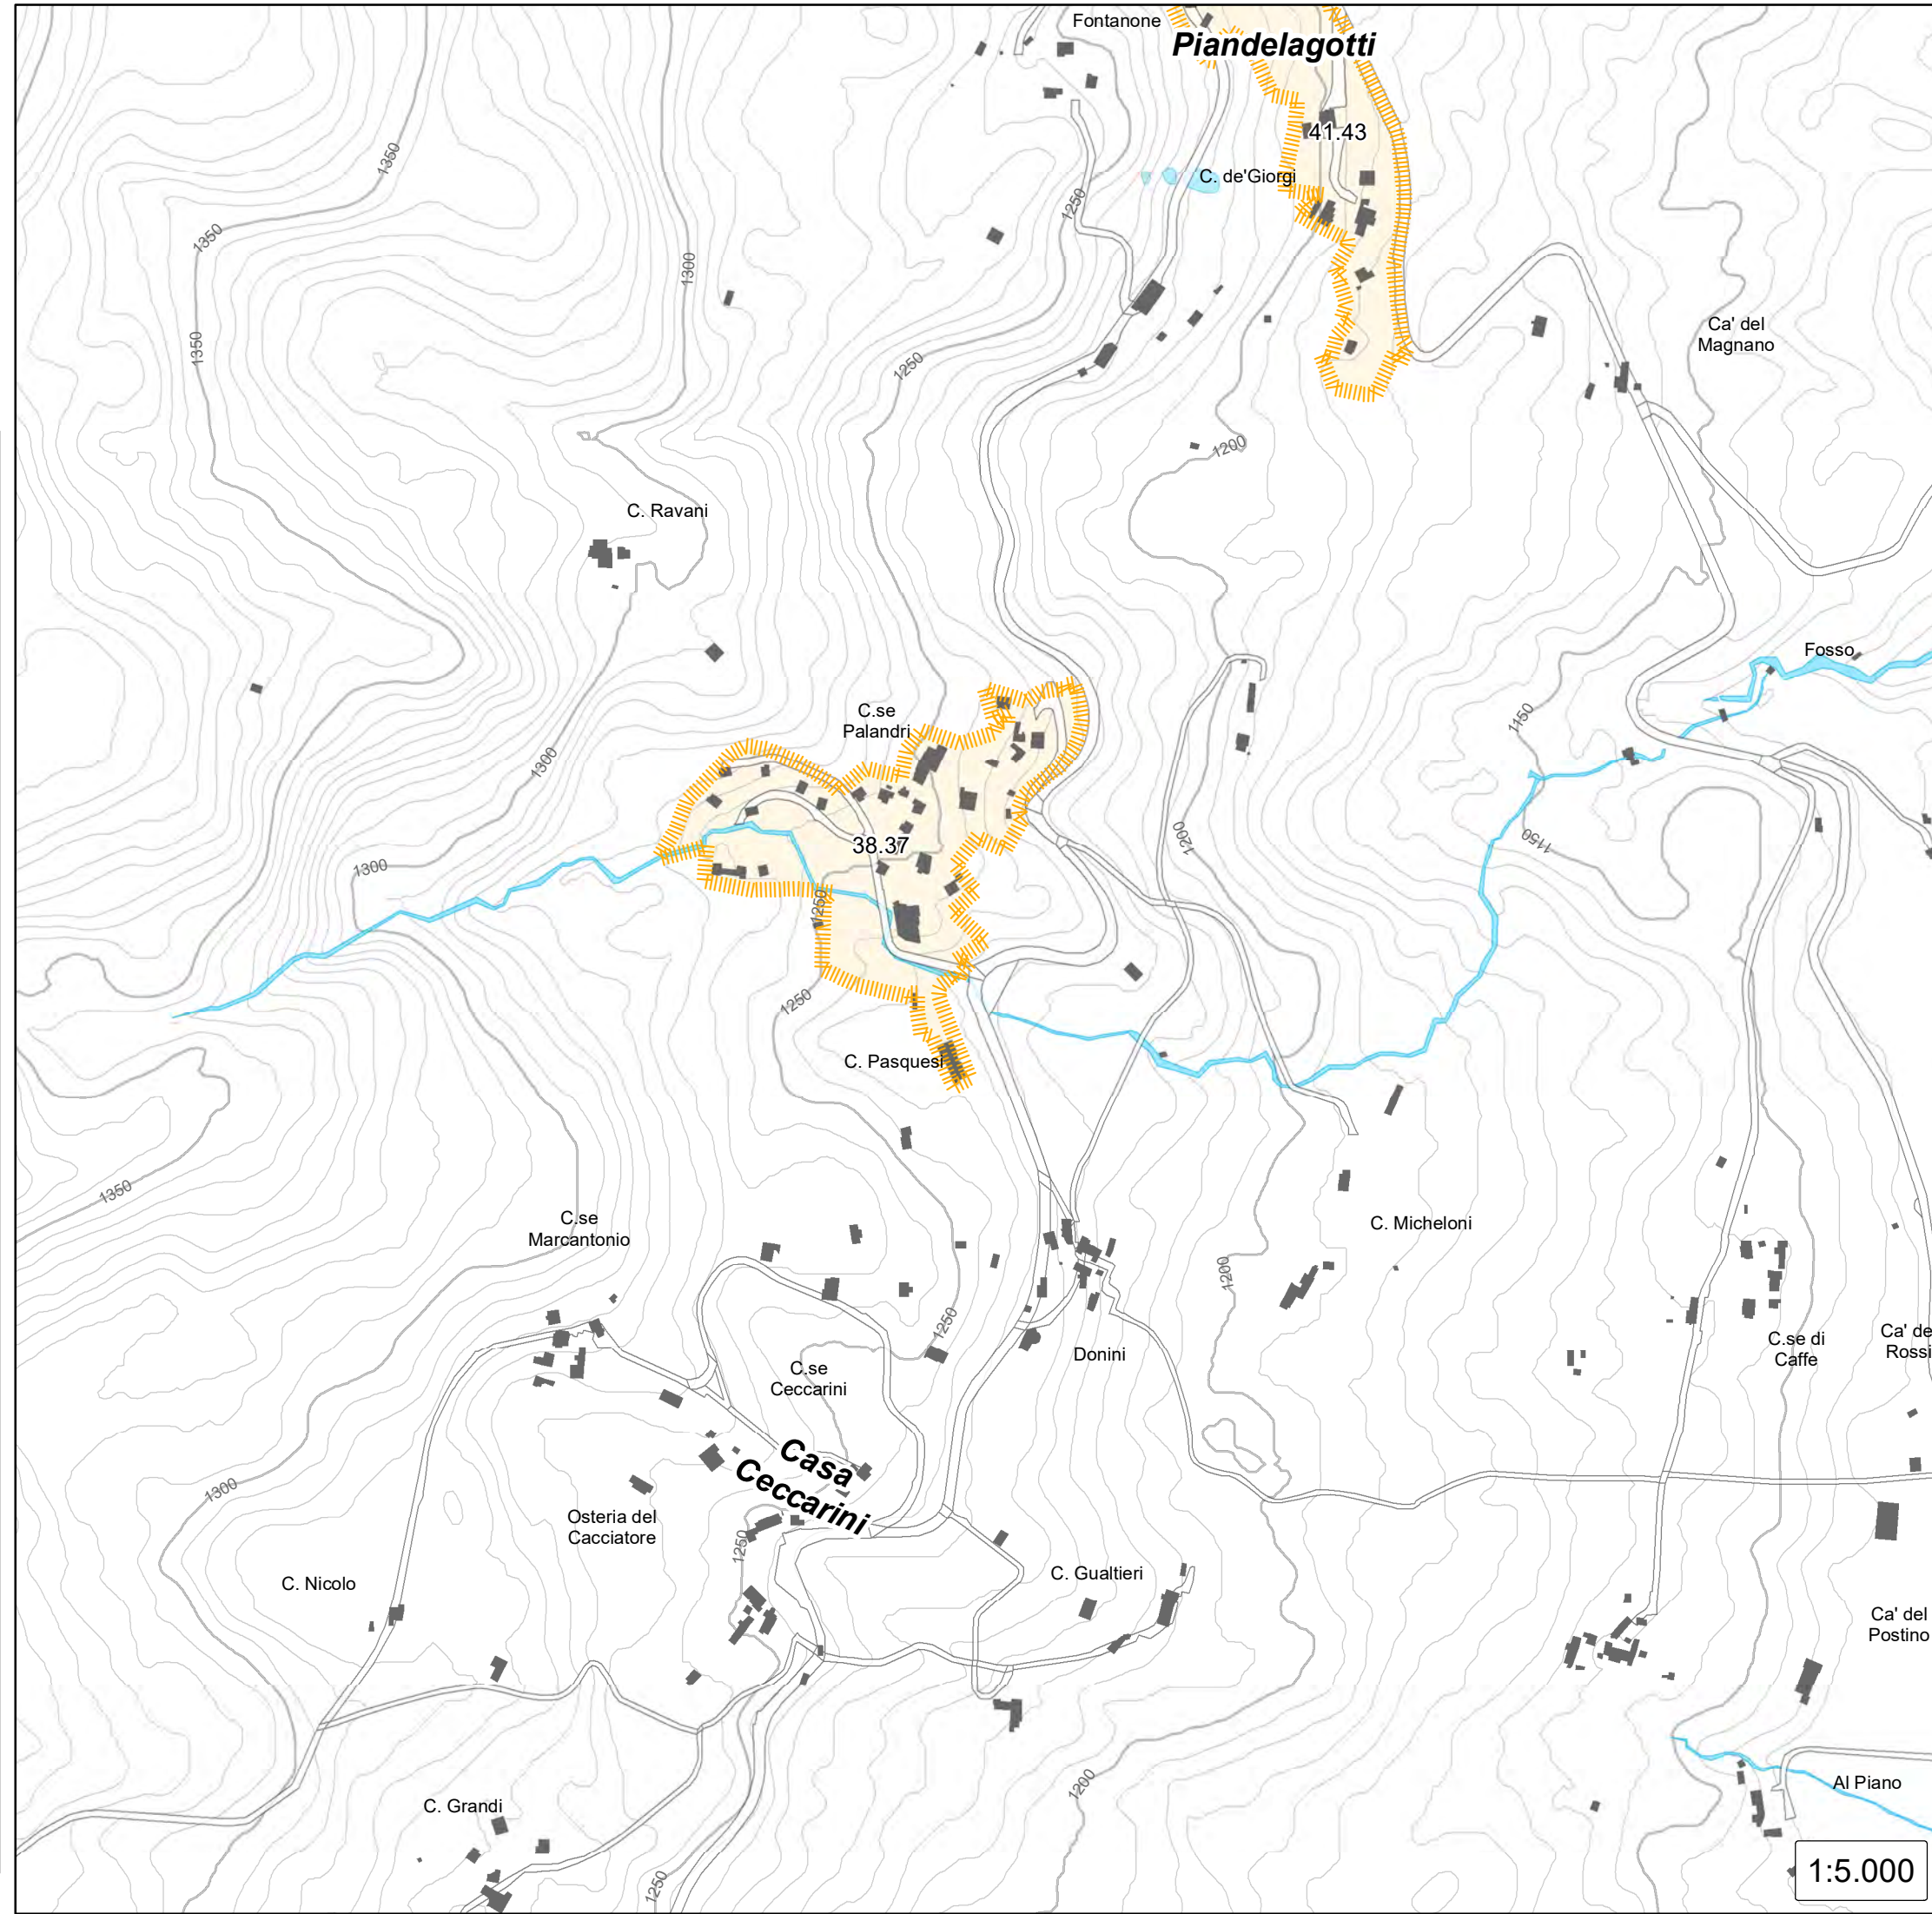 Fontanone
Piandelagotti
41.43
1350
C. de'Giorgi
1250
1350
1300
Ca' del
Magnano
1350
1250
1200
C. Ravani
Fosso
C.se
Palandri
1150
1300
38.37
1200
1150
1300
1250
1250
C. Pasquesi
1350
C.se
Marcantonio
C. Micheloni
1200
1250
Donini
C.se di
Caffe
Ca' de
Rossi
C.se
Ceccarini
Casa
Ceccarini
1300
Osteria del
Cacciatore
1250
C. Nicolo
C. Gualtieri
Ca' del
Postino
1200
Al Piano
C. Grandi
1250
1:5.000